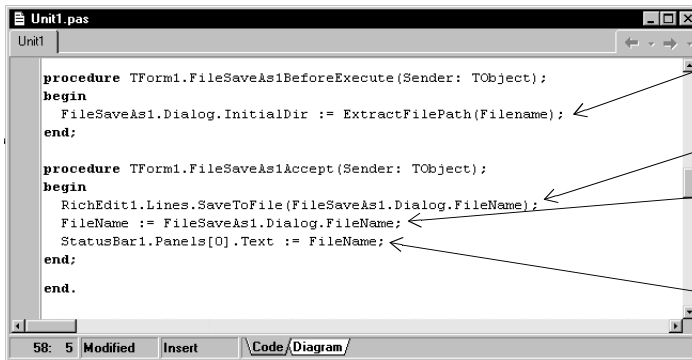 Unit1.pas
Unit1
procedure TForm1.FileSaveAs1BeforeExecute(Sender: TObject);
begin
FileSaveAs1.Dialog.InitialDir := ExtractFilePath(Filename);
end;
procedure TForm1.FileSaveAs1Accept(Sender: TObject);
begin
RichEdit1.Lines.SaveToFile(FileSaveAs1.Dialog.FileName);
FileName := FileSaveAs1.Dialog.FileName;
StatusBar1.Panels[0].Text := FileName;
end;
end.
58: 5 Modified Insert Code Diagram